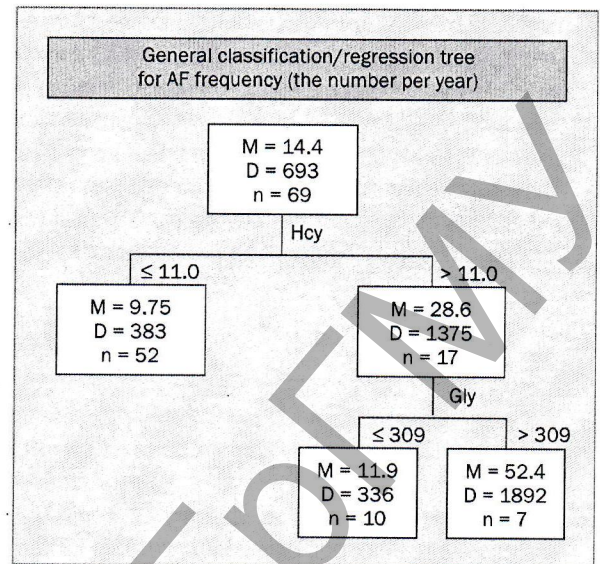 General classification/regression tree
for AF frequency (the number per year)
M = 14.4
D = 693
n = 69
Hcy
≤ 11.0
> 11.0
M = 9.75
D = 383
n = 52
M = 28.6
D = 1375
n = 17
Gly
≤ 309
> 309
M = 11.9
D = 336
n = 10
M = 52.4
D = 1892
n = 7